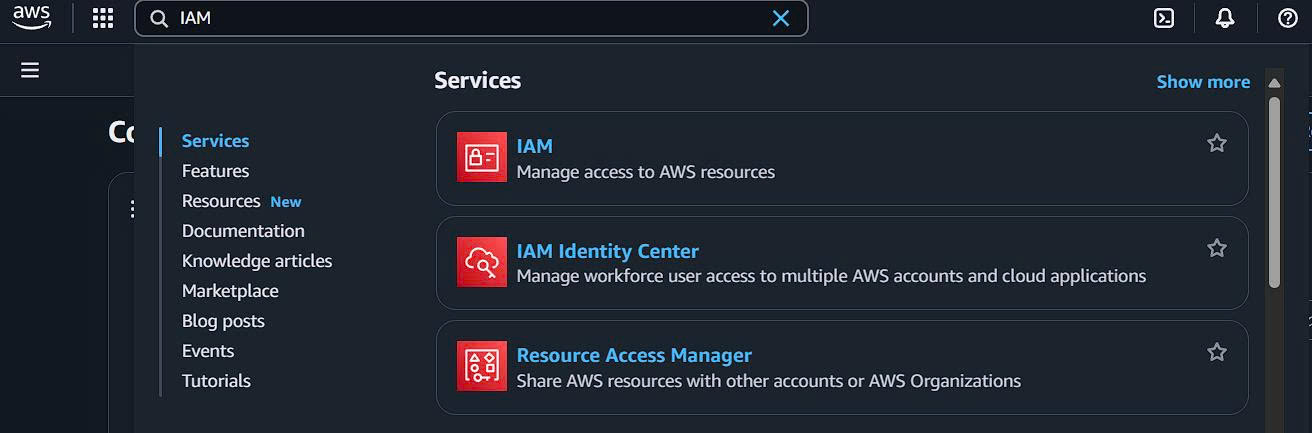 aws
IAM
Services
Show more
Co
Services
Features
Resources New
Documentation
Knowledge articles
Marketplace
Blog posts
Events
Tutorials
IAM
Manage access to AWS resources
IAM Identity Center
Manage workforce user access to multiple AWS accounts and cloud applications
Resource Access Manager
Share AWS resources with other accounts or AWS Organizations